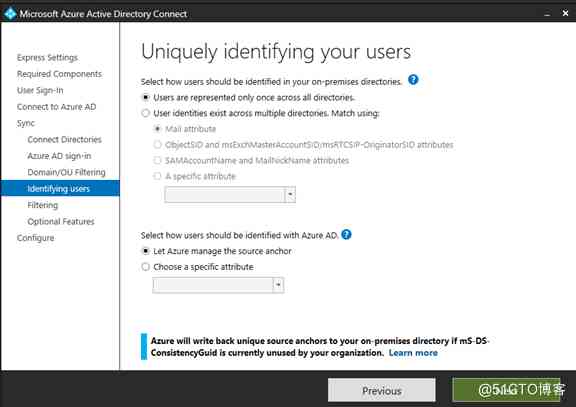 Microsoft Azure Active Directory Connect
Express Settings
Required Components
User Sign-In
Connect to Azure AD
Sync
Connect Directories
Azure AD sign-in
Domain/OU Filtering
Identifying users
Filtering
Optional Features
Configure
Uniquely identifying your users
Select how users should be identified in your on-premises directories. ?
Users are represented only once across all directories.
User identities exist across multiple directories. Match using:
Mail attribute
ObjectSID and msExchMasterAccountSID/msRTCSIP-OriginatorSID attributes
SAMAccountName and MailNickName attributes
A specific attribute
Select how users should be identified with Azure AD. ?
Let Azure manage the source anchor
Choose a specific attribute
Azure will write back unique source anchors to your on-premises directory if mS-DS-
ConsistencyGuid is currently unused by your organization. Learn more
Previous
Next
@51CTO博客